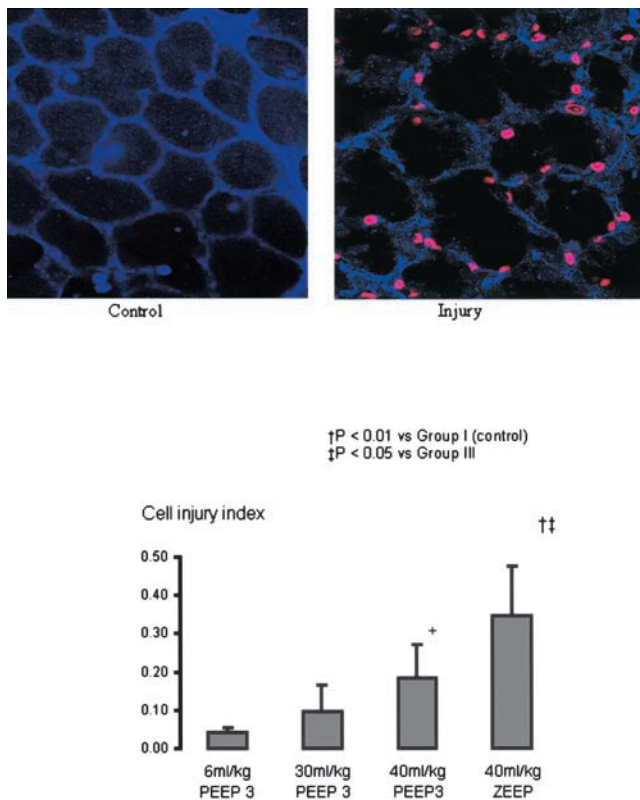 Control
Injury
†P < 0.01 vs Group I (control)
‡P < 0.05 vs Group III
Cell injury index
†‡
0.50
0.40
0.30
0.20
0.10
0.00
+
6ml/kg
PEEP 3
30ml/kg
PEEP 3
40ml/kg
PEEP3
40ml/kg
ZEEP